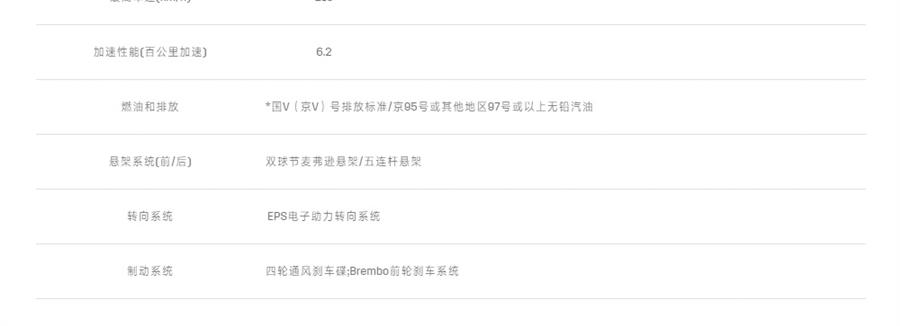 加速性能(百公里加速) 6.2
燃油和排放 *国V（京V）号排放标准/京95号或其他地区97号或以上无铅汽油
悬架系统(前/后) 双球节麦弗逊悬架/五连杆悬架
转向系统 EPS电子动力转向系统
制动系统 四轮通风刹车碟;Brembo前轮刹车系统